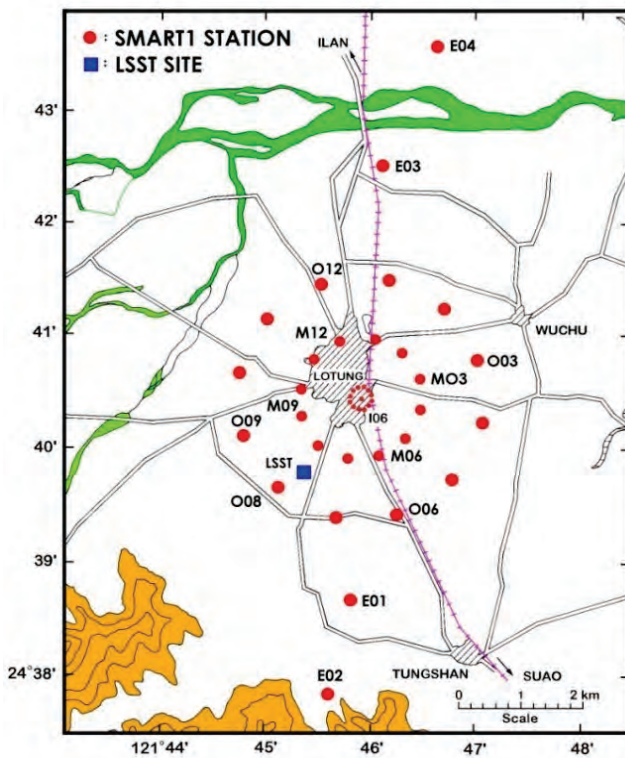 : SMART1 STATION
: LSST SITE
ILAN
E04
43'
E03
42'
O12
41'
M12
WUCHU
O03
LOTUNG
MO3
M09
I06
O09
40'
M06
LSST
O08
O06
39'
E01
24°38'
TUNGSHAN
SUAO
E02
0 1 2 km
Scale
121°44' 45' 46' 47' 48'